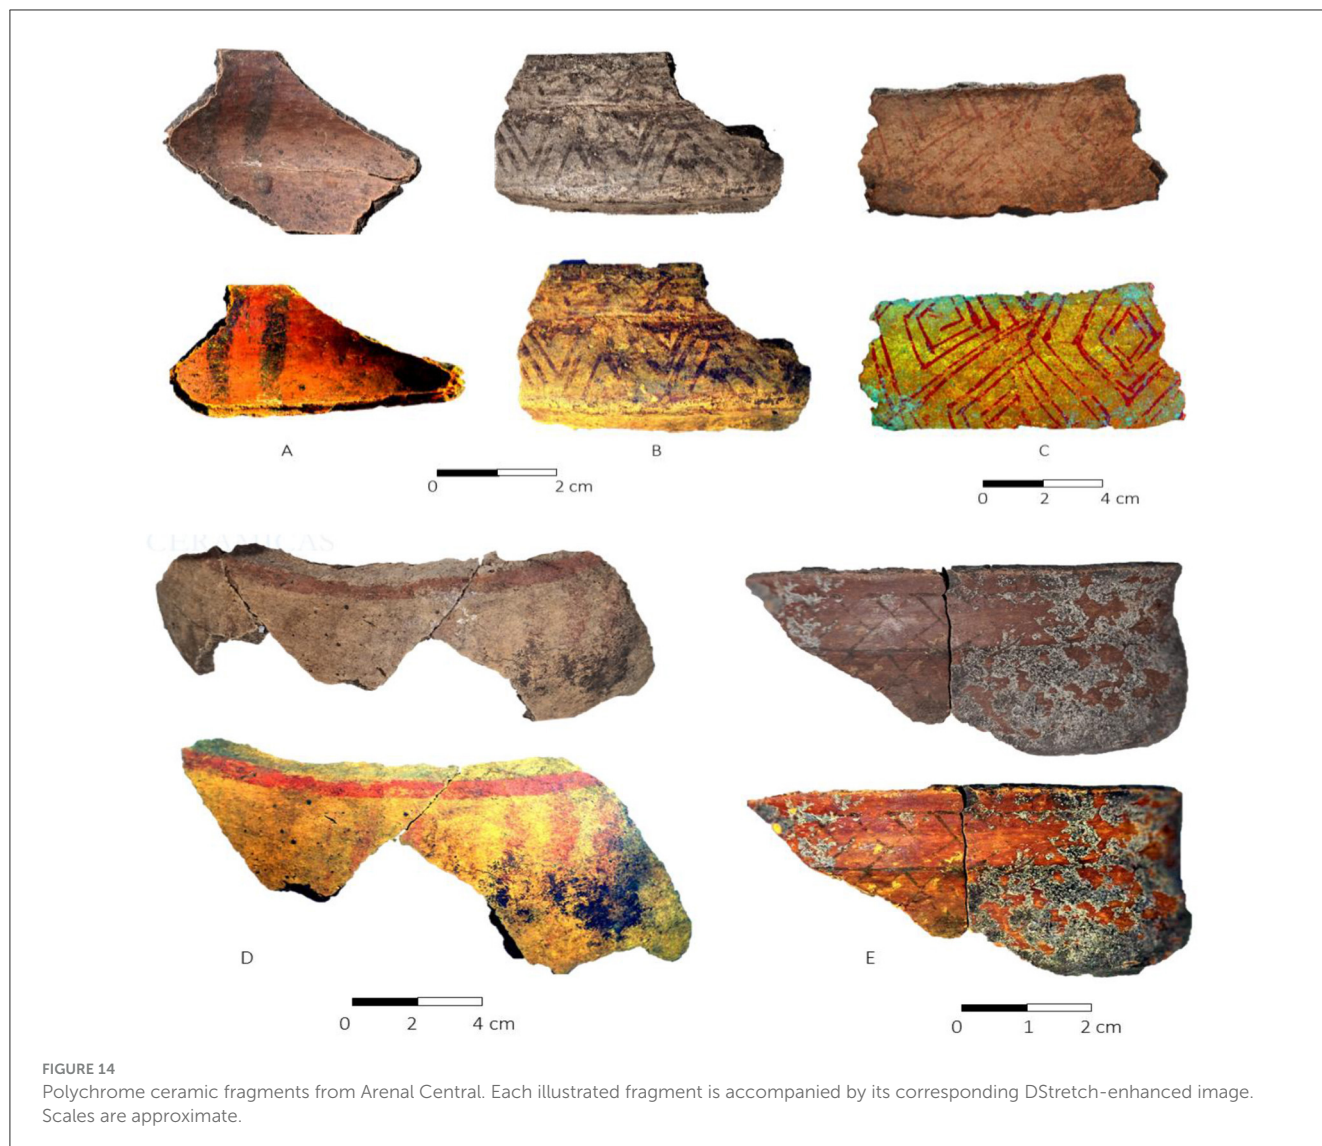 A
B
C
0 2 cm
0 2 4 cm
CERAMICAS
D
E
0 2 4 cm
0 1 2 cm
FIGURE 14
Polychrome ceramic fragments from Arenal Central. Each illustrated fragment is accompanied by its corresponding DStretch-enhanced image.
Scales are approximate.